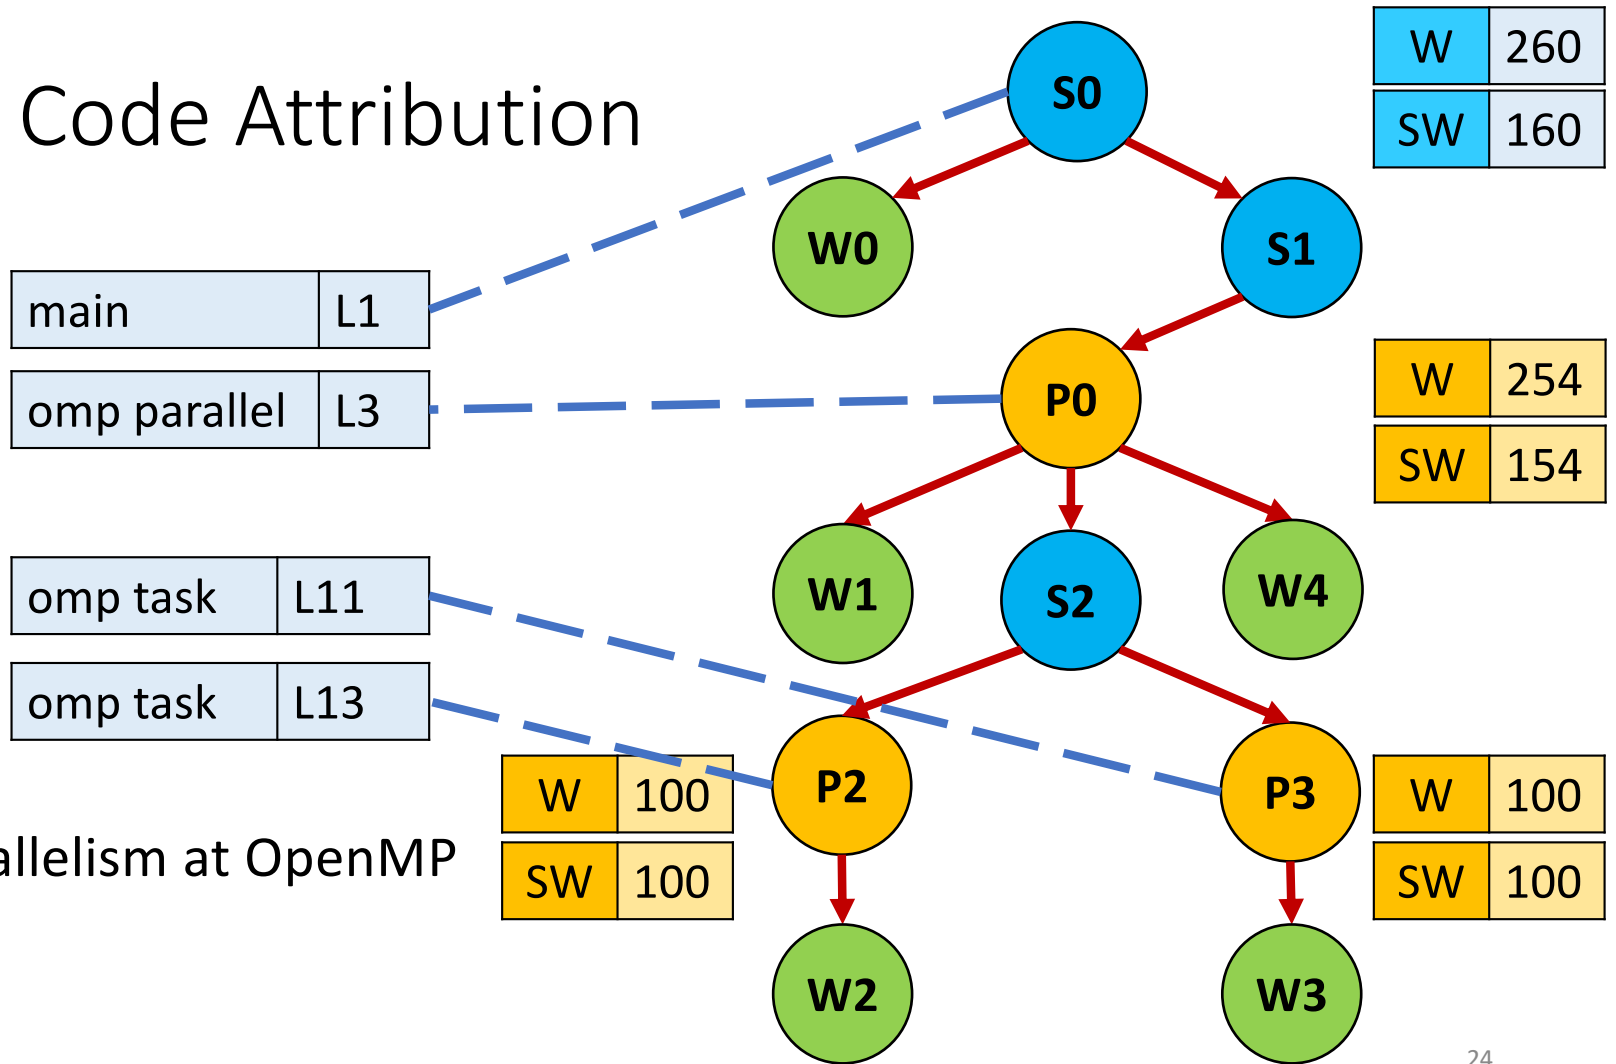 Code Attribution
S0
W 260
SW 160
W0
S1
main L1
omp parallel L3
P0
W 254
SW 154
W1
S2
W4
omp task L11
omp task L13
P2
P3
W 100
SW 100
W 100
SW 100
allelism at OpenMP
W2
W3
24